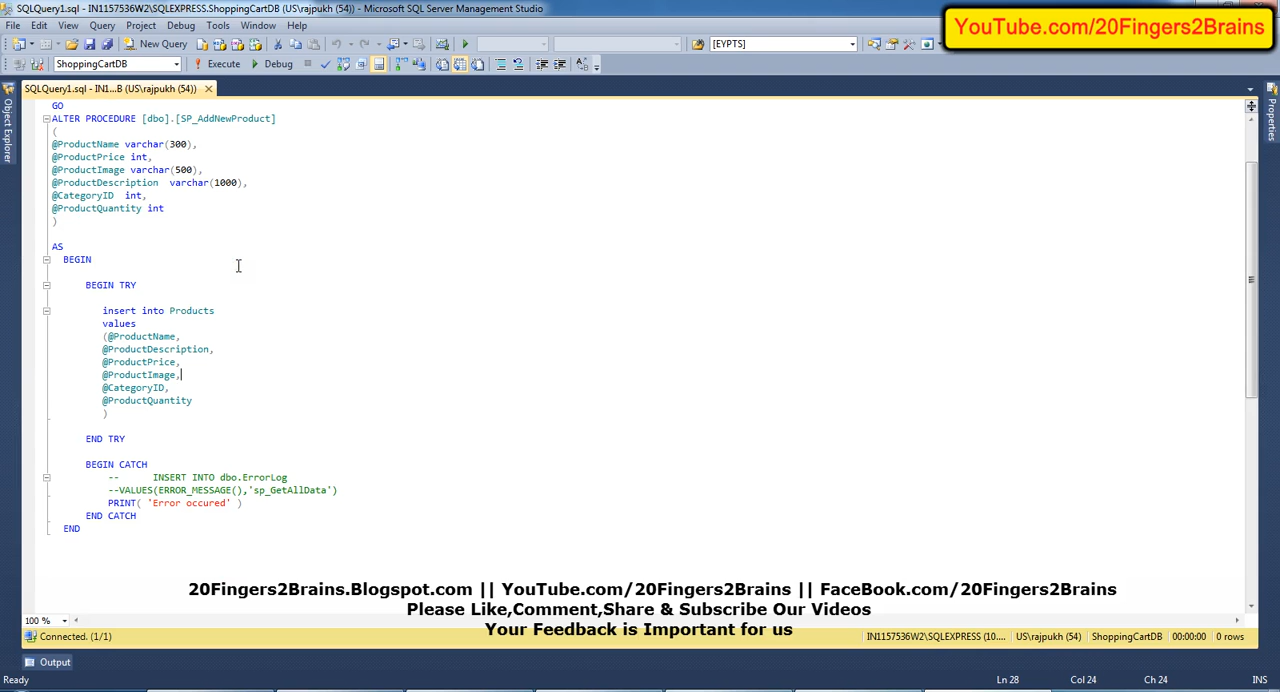 SQLQuery1.sql - IN1157536W2\SQLEXPRESS.ShoppingCartDB (US\rajpukh (54)) - Microsoft SQL Server Management Studio
YouTube.com/20Fingers2Brains
File Edit View Query Project Debug Tools Window Help
New Query [EYPTS]
ShoppingCartDB Execute Debug
SQLQuery1.sql - IN1...B (US\rajpukh (54))
Object Explorer
Properties
GO
ALTER PROCEDURE [dbo].[SP_AddNewProduct]
(
@ProductName varchar(300),
@ProductPrice int,
@ProductImage varchar(500),
@ProductDescription varchar(1000),
@CategoryID int,
@ProductQuantity int
)
AS
BEGIN
BEGIN TRY
insert into Products
values
(@ProductName,
@ProductDescription,
@ProductPrice,
@ProductImage,
@CategoryID,
@ProductQuantity
)
END TRY
BEGIN CATCH
-- INSERT INTO dbo.ErrorLog
--VALUES(ERROR_MESSAGE(),'sp_GetAllData')
PRINT( 'Error occured' )
END CATCH
END
20Fingers2Brains.Blogspot.com || YouTube.com/20Fingers2Brains || FaceBook.com/20Fingers2Brains
Please Like,Comment,Share & Subscribe Our Videos
Your Feedback is Important for us
100 %
Connected. (1/1) IN1157536W2\SQLEXPRESS (10.... US\rajpukh (54) ShoppingCartDB 00:00:00 0 rows
Output
Ready Ln 28 Col 24 Ch 24 INS